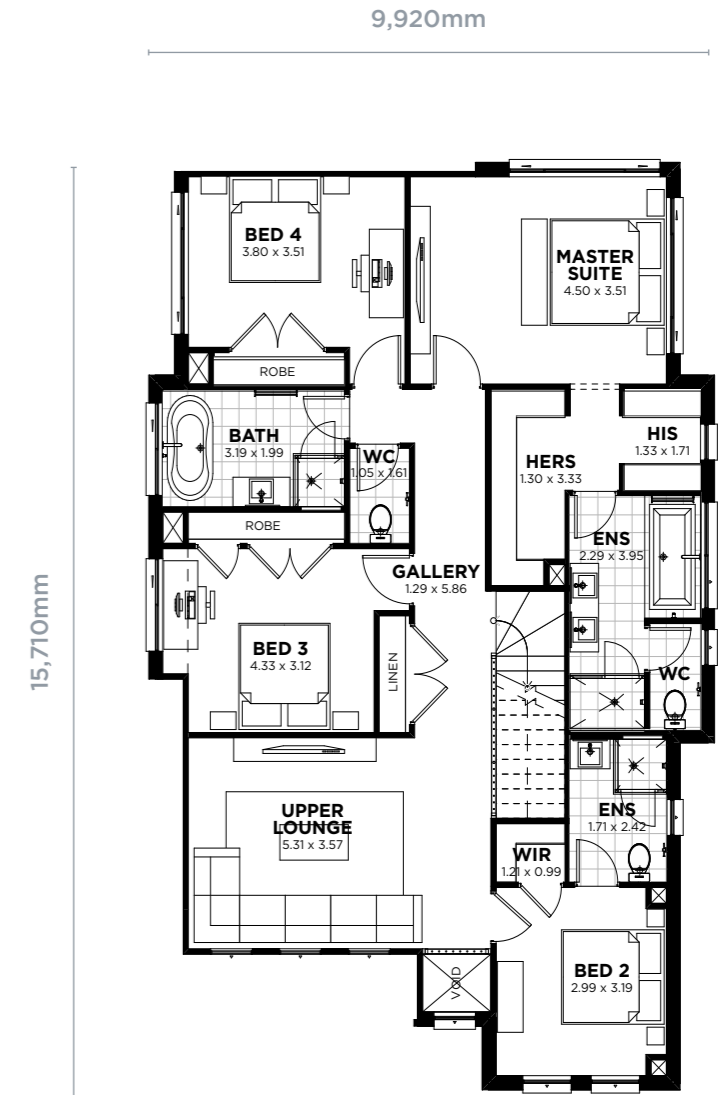 9,920mm
15,710mm
BED 4
3.80 x 3.51
MASTER
SUITE
4.50 x 3.51
ROBE
BATH
3.19 x 1.99
WC
1.05 x 1.61
HERS
1.30 x 3.33
HIS
1.33 x 1.71
ROBE
ENS
2.29 x 3.95
GALLERY
1.29 x 5.86
BED 3
4.33 x 3.12
LINEN
WC
UPPER
LOUNGE
5.31 x 3.57
ENS
1.71 x 2.42
WIR
1.21 x 0.99
VOID
BED 2
2.99 x 3.19